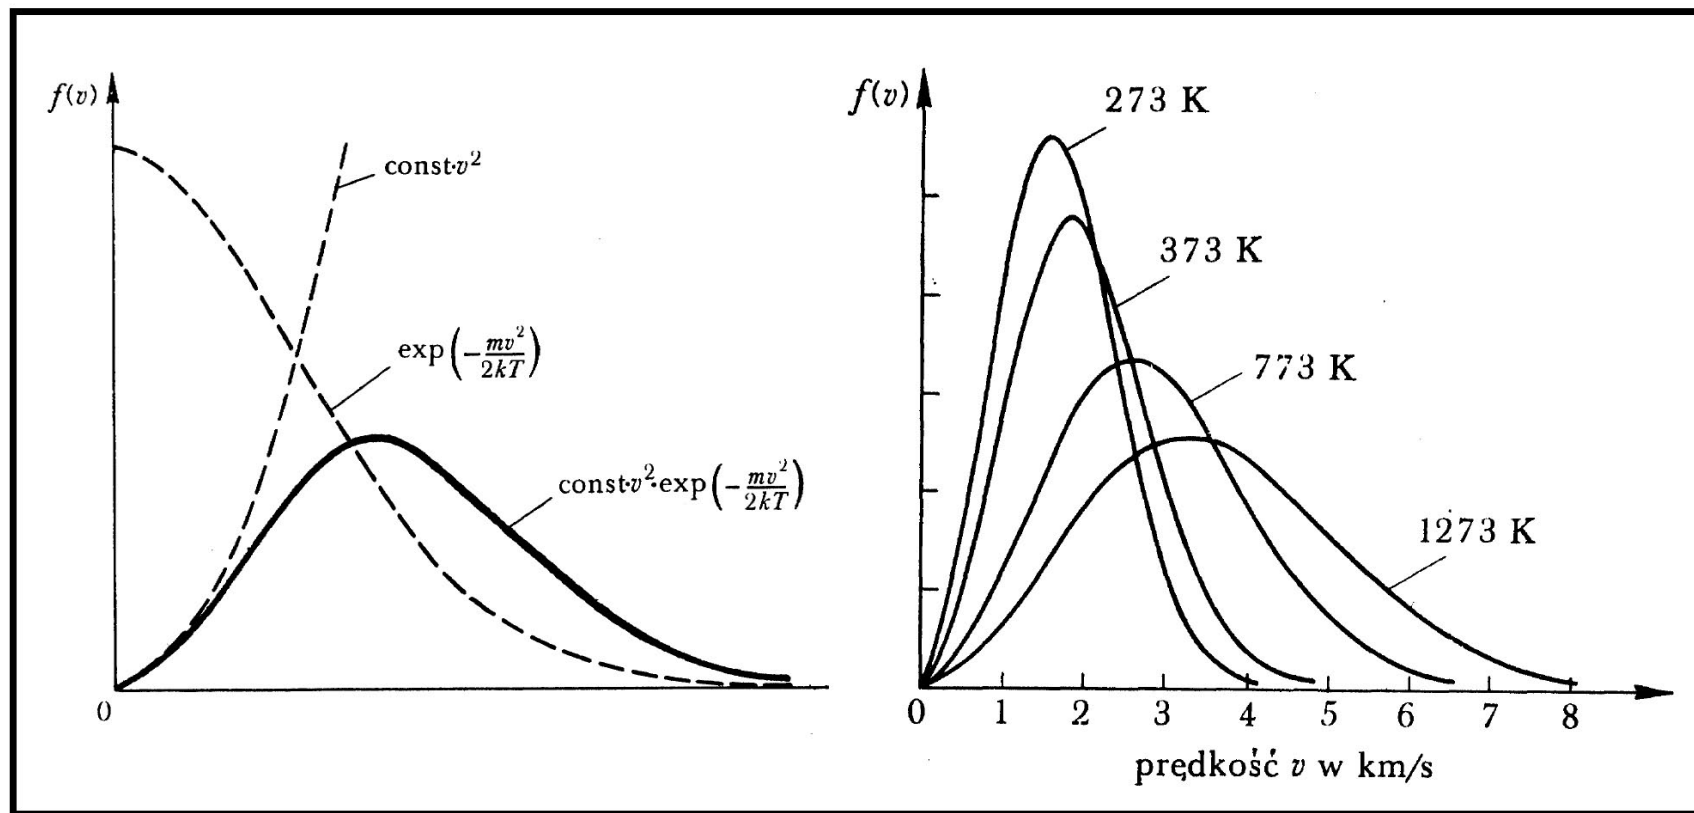 f(v)
const·v²
exp(-mv²/2kT)
const·v²·exp(-mv²/2kT)
0
f(v)
273 K
373 K
773 K
1273 K
0 1 2 3 4 5 6 7 8
prędkość v w km/s